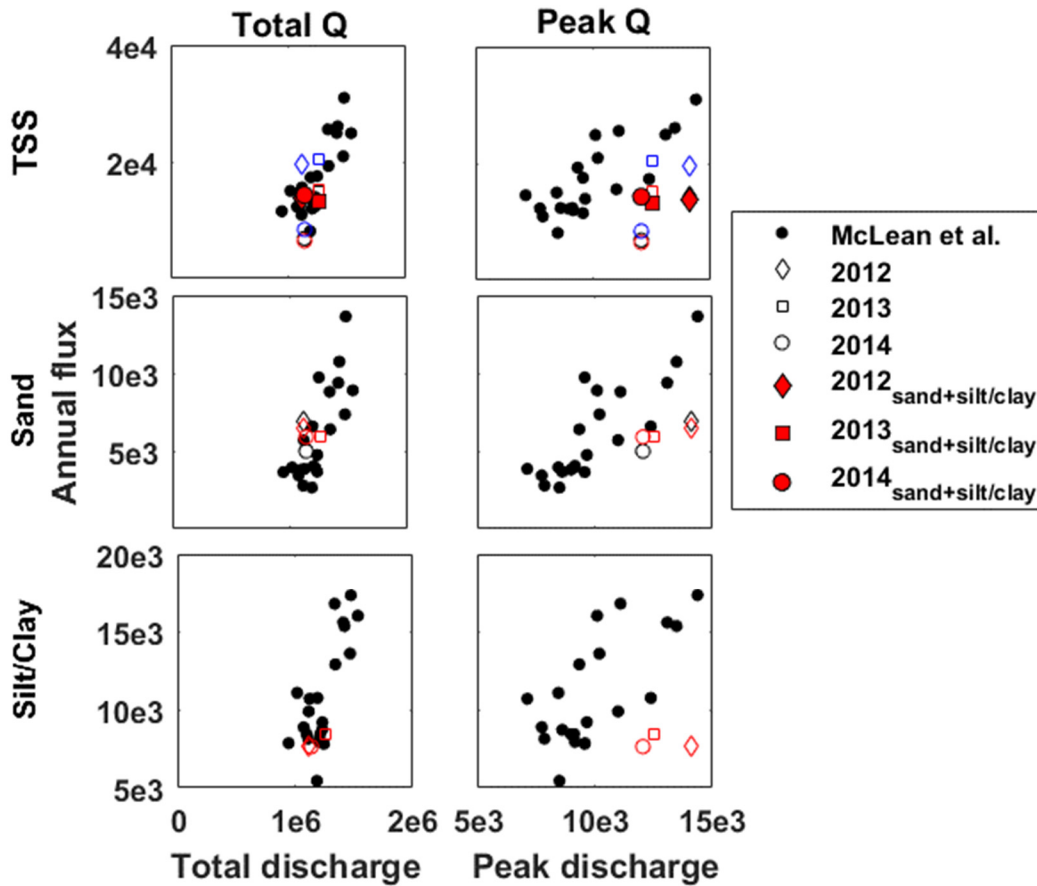 Total Q
Peak Q
TSS
4e4
2e4
Annual flux
Sand
15e3
10e3
5e3
Silt/Clay
20e3
15e3
10e3
5e3
0 1e6 2e6
Total discharge
5e3 10e3 15e3
Peak discharge
McLean et al.
2012
2013
2014
2012sand+silt/clay
2013sand+silt/clay
2014sand+silt/clay